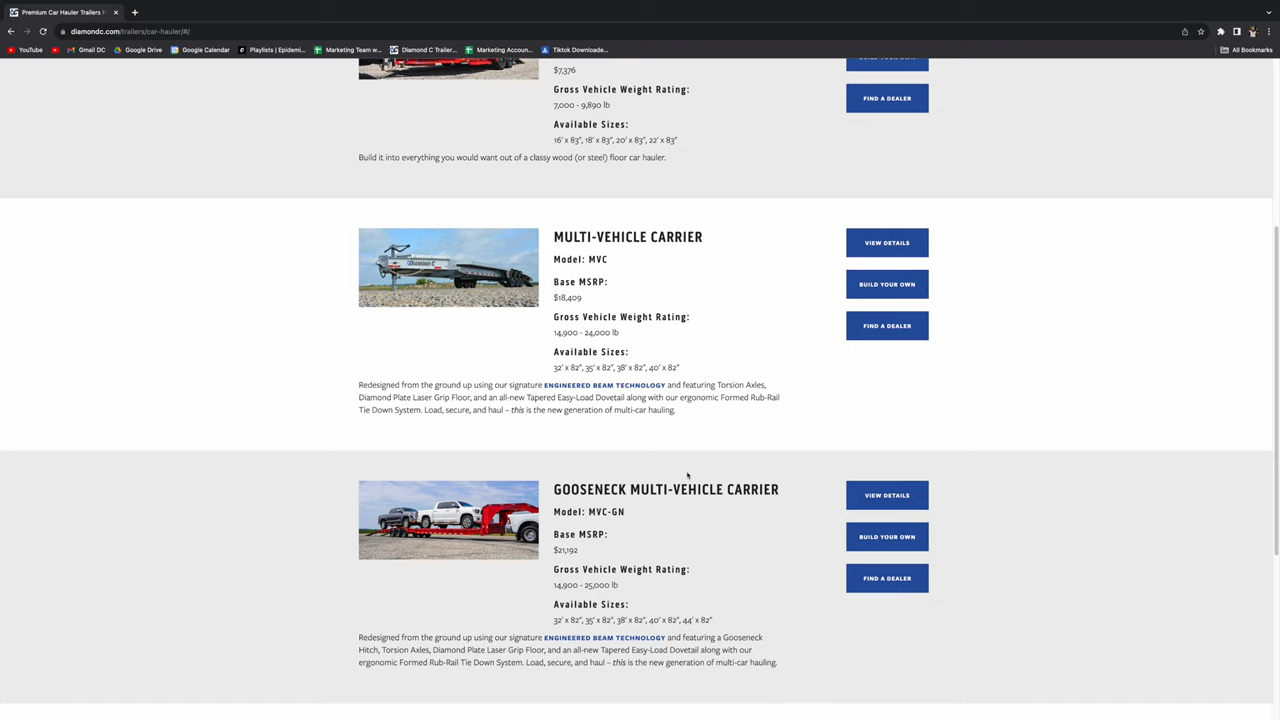 Premium Car Hauler Trailers F
diamondc.com/trailers/car-hauler/#/
YouTube
Gmail DC
Google Drive
Google Calendar
Playlists | Epidemi...
Marketing Team w...
Diamond C Trailer...
Marketing Accoun...
Tiktok Downloade...
All Bookmarks
$7,376
Gross Vehicle Weight Rating:
7,000 - 9,890 lb
FIND A DEALER
Available Sizes:
16' x 83", 18' x 83", 20' x 83", 22' x 83"
Build it into everything you would want out of a classy wood (or steel) floor car hauler.
MULTI-VEHICLE CARRIER
Model: MVC
Base MSRP:
$18,409
Gross Vehicle Weight Rating:
14,900 - 24,000 lb
Available Sizes:
32' x 82", 35' x 82", 38' x 82", 40' x 82"
VIEW DETAILS
BUILD YOUR OWN
FIND A DEALER
DIAMOND C
Redesigned from the ground up using our signature ENGINEERED BEAM TECHNOLOGY and featuring Torsion Axles,
Diamond Plate Laser Grip Floor, and an all-new Tapered Easy-Load Dovetail along with our ergonomic Formed Rub-Rail
Tie Down System. Load, secure, and haul – this is the new generation of multi-car hauling.
GOOSENECK MULTI-VEHICLE CARRIER
Model: MVC-GN
Base MSRP:
$21,192
Gross Vehicle Weight Rating:
14,900 - 25,000 lb
Available Sizes:
32' x 82", 35' x 82", 38' x 82", 40' x 82", 44' x 82"
VIEW DETAILS
BUILD YOUR OWN
FIND A DEALER
Redesigned from the ground up using our signature ENGINEERED BEAM TECHNOLOGY and featuring a Gooseneck
Hitch, Torsion Axles, Diamond Plate Laser Grip Floor, and an all-new Tapered Easy-Load Dovetail along with our
ergonomic Formed Rub-Rail Tie Down System. Load, secure, and haul – this is the new generation of multi-car hauling.